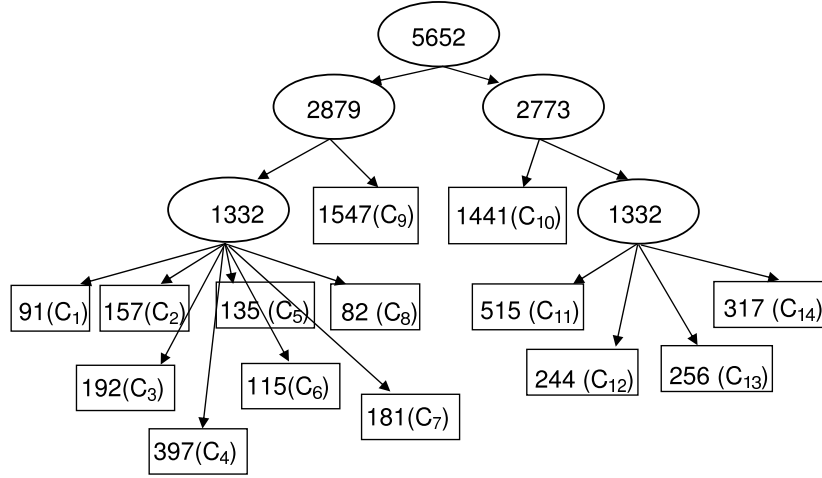 5652
2879
2773
1332
1547(C9)
1441(C10)
1332
91(C1)
157(C2)
135 (C5)
82 (C8)
515 (C11)
317 (C14)
192(C3)
115(C6)
244 (C12)
256 (C13)
181(C7)
397(C4)